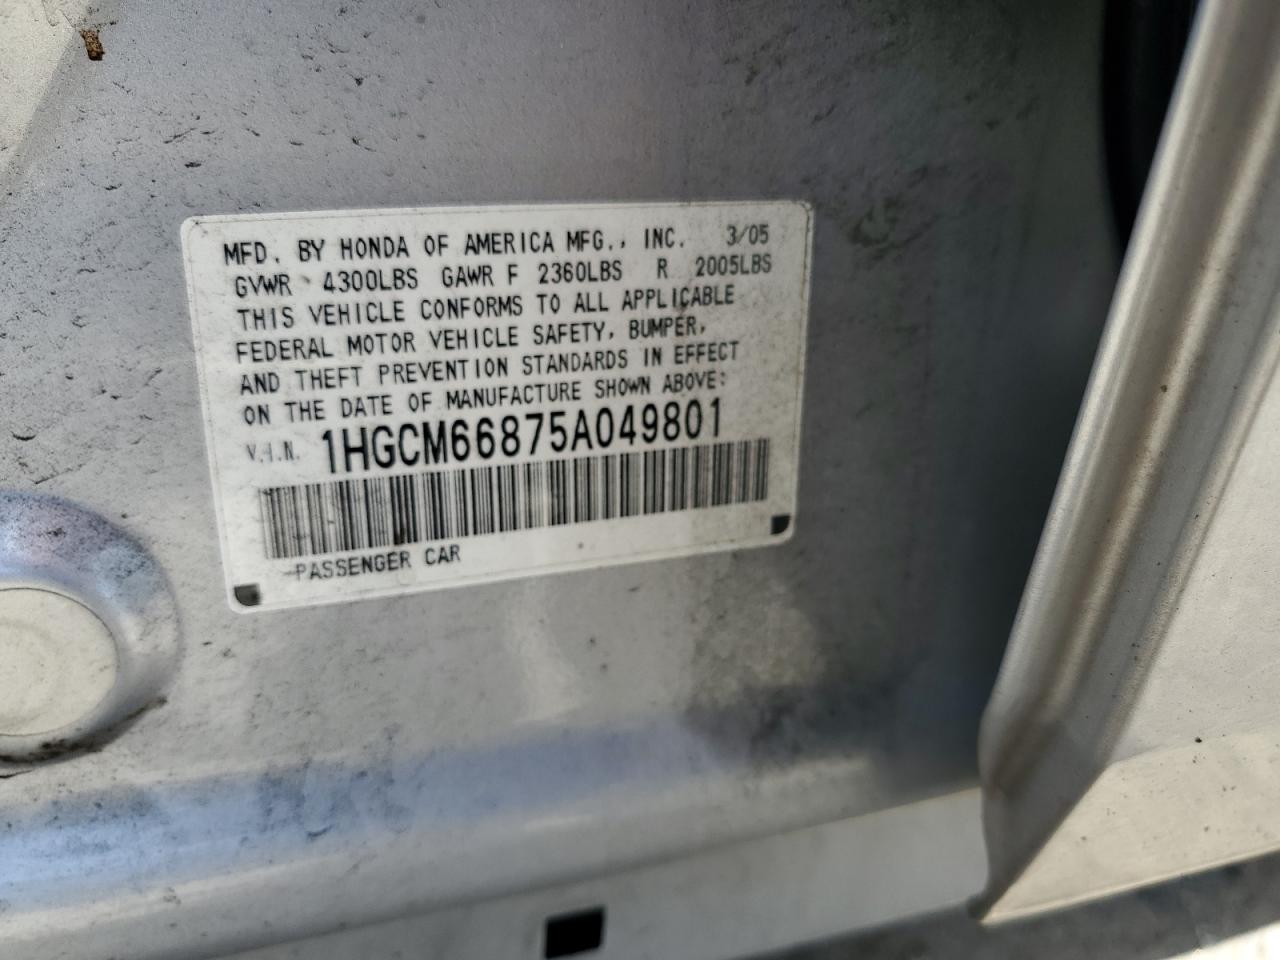 MFD. BY HONDA OF AMERICA MFG., INC. 3/05
GVWR 4300LBS GAWR F 2360LBS R 2005LBS
THIS VEHICLE CONFORMS TO ALL APPLICABLE
FEDERAL MOTOR VEHICLE SAFETY, BUMPER,
AND THEFT PREVENTION STANDARDS IN EFFECT
ON THE DATE OF MANUFACTURE SHOWN ABOVE:
V.I.N. 1HGCM66875A049801
PASSENGER CAR